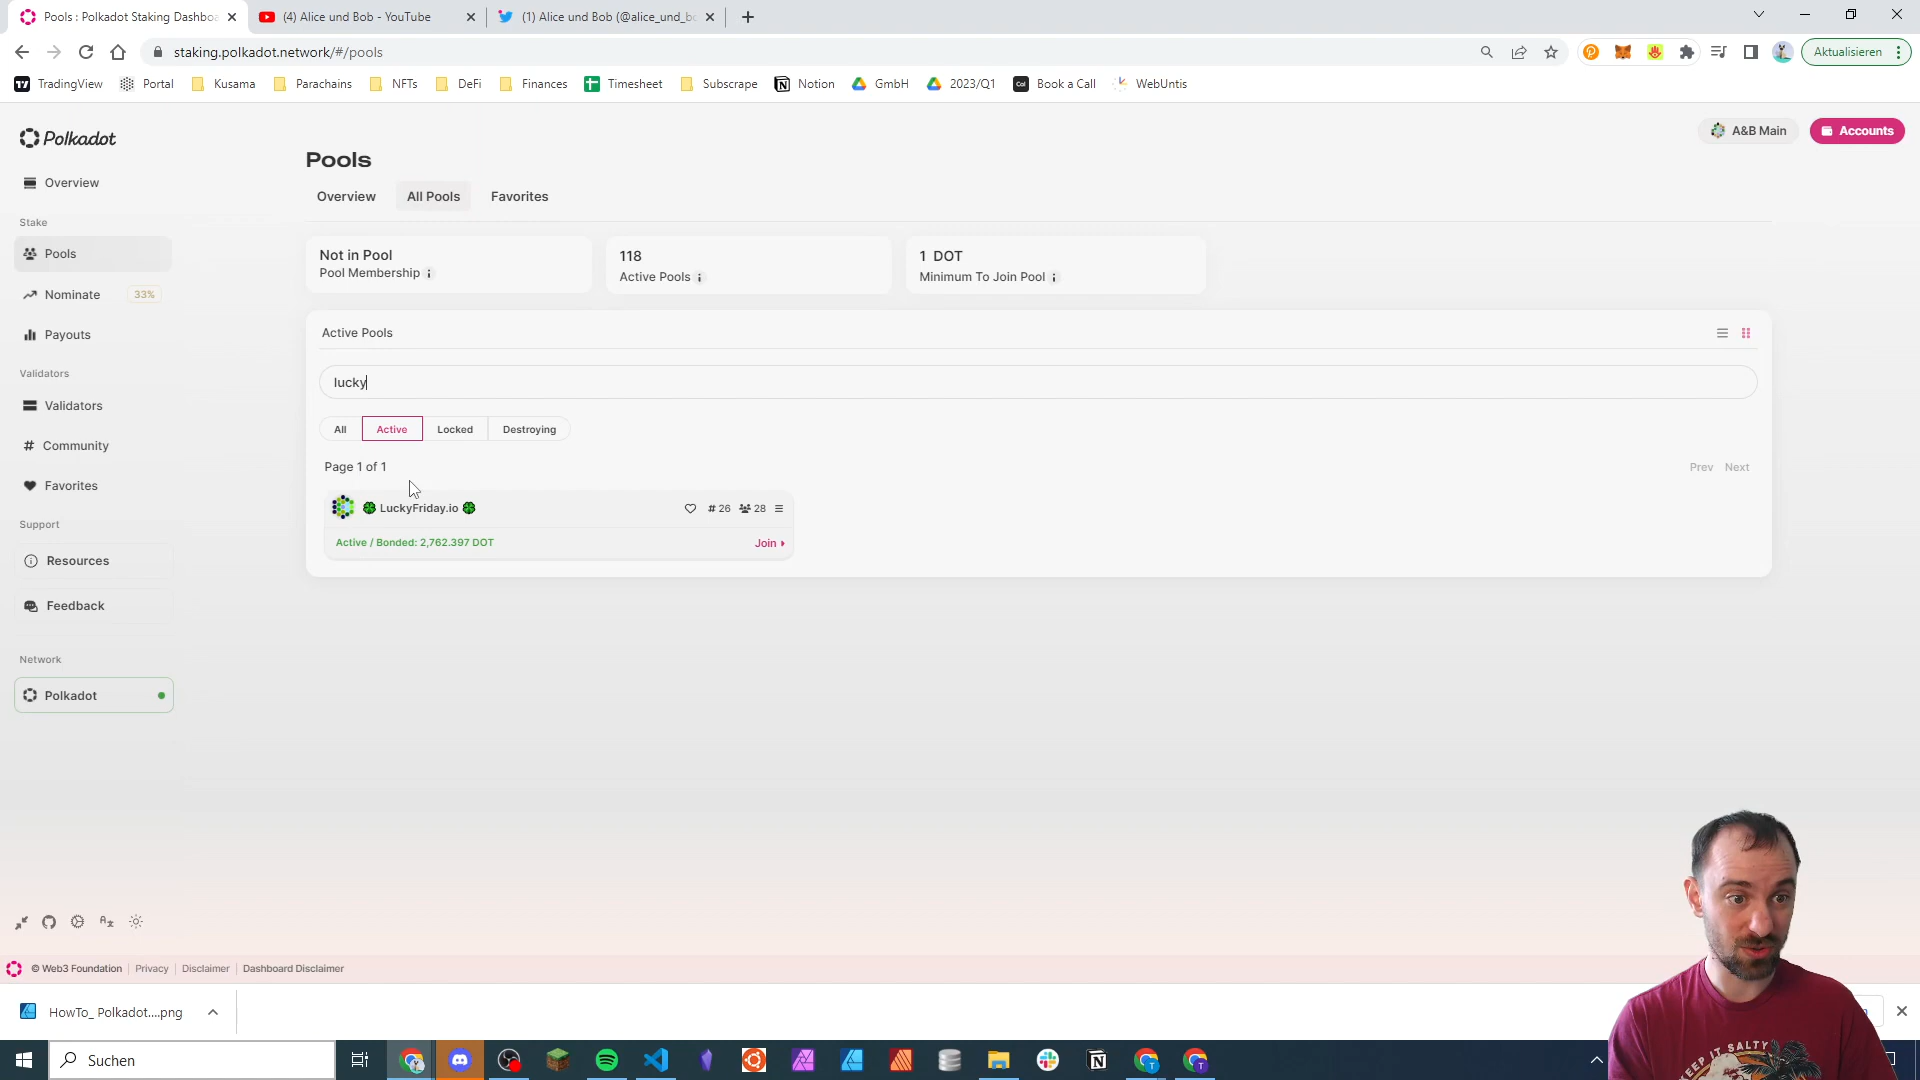 Pools : Polkadot Staking Dashboa
(4) Alice und Bob - YouTube
(1) Alice und Bob (@alice_und_bo
staking.polkadot.network/#/pools
Aktualisieren
TradingView
Portal
Kusama
Parachains
NFTs
DeFi
Finances
Timesheet
Subscrape
Notion
GmbH
2023/Q1
Book a Call
WebUntis
Polkadot
A&B Main
Accounts
Overview
Stake
Pools
Nominate 33%
Payouts
Validators
Validators
Community
Favorites
Support
Resources
Feedback
Network
Polkadot
Pools
Overview
All Pools
Favorites
Not in Pool
Pool Membership
118
Active Pools
1 DOT
Minimum To Join Pool
Active Pools
lucky
All
Active
Locked
Destroying
Page 1 of 1
Prev
Next
🍀 LuckyFriday.io 🍀
# 26
28
Active / Bonded: 2,762.397 DOT
Join
© Web3 Foundation
Privacy
Disclaimer
Dashboard Disclaimer
HowTo_ Polkadot....png
Suchen
KEEP IT SALTY